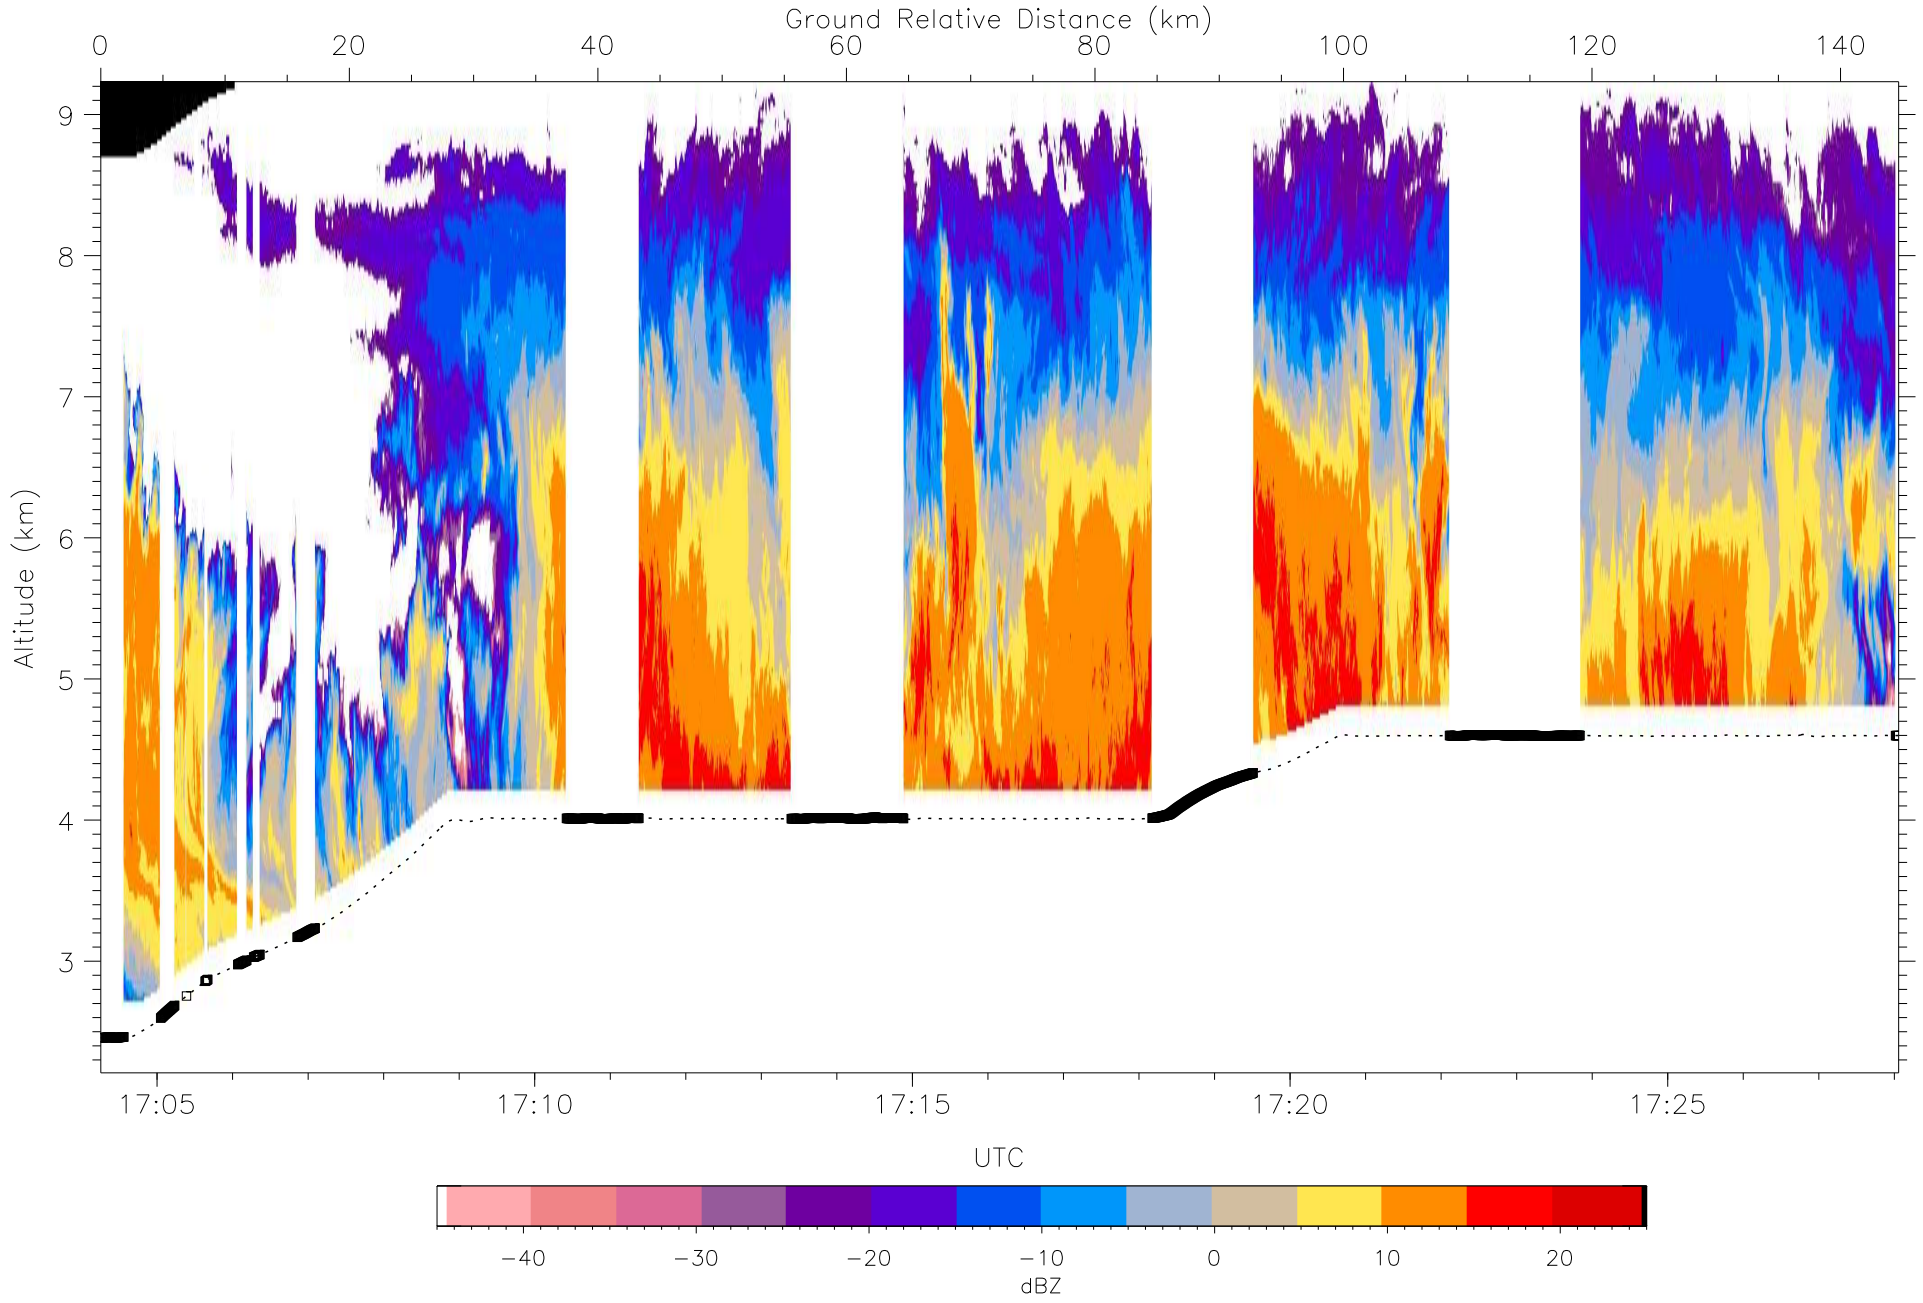 Ground Relative Distance (km)
0 20 40 60 80 100 120 140
9
8
7
6
5
4
3
Altitude (km)
17:05 17:10 17:15 17:20 17:25
UTC
−40 −30 −20 −10 0 10 20
dBZ